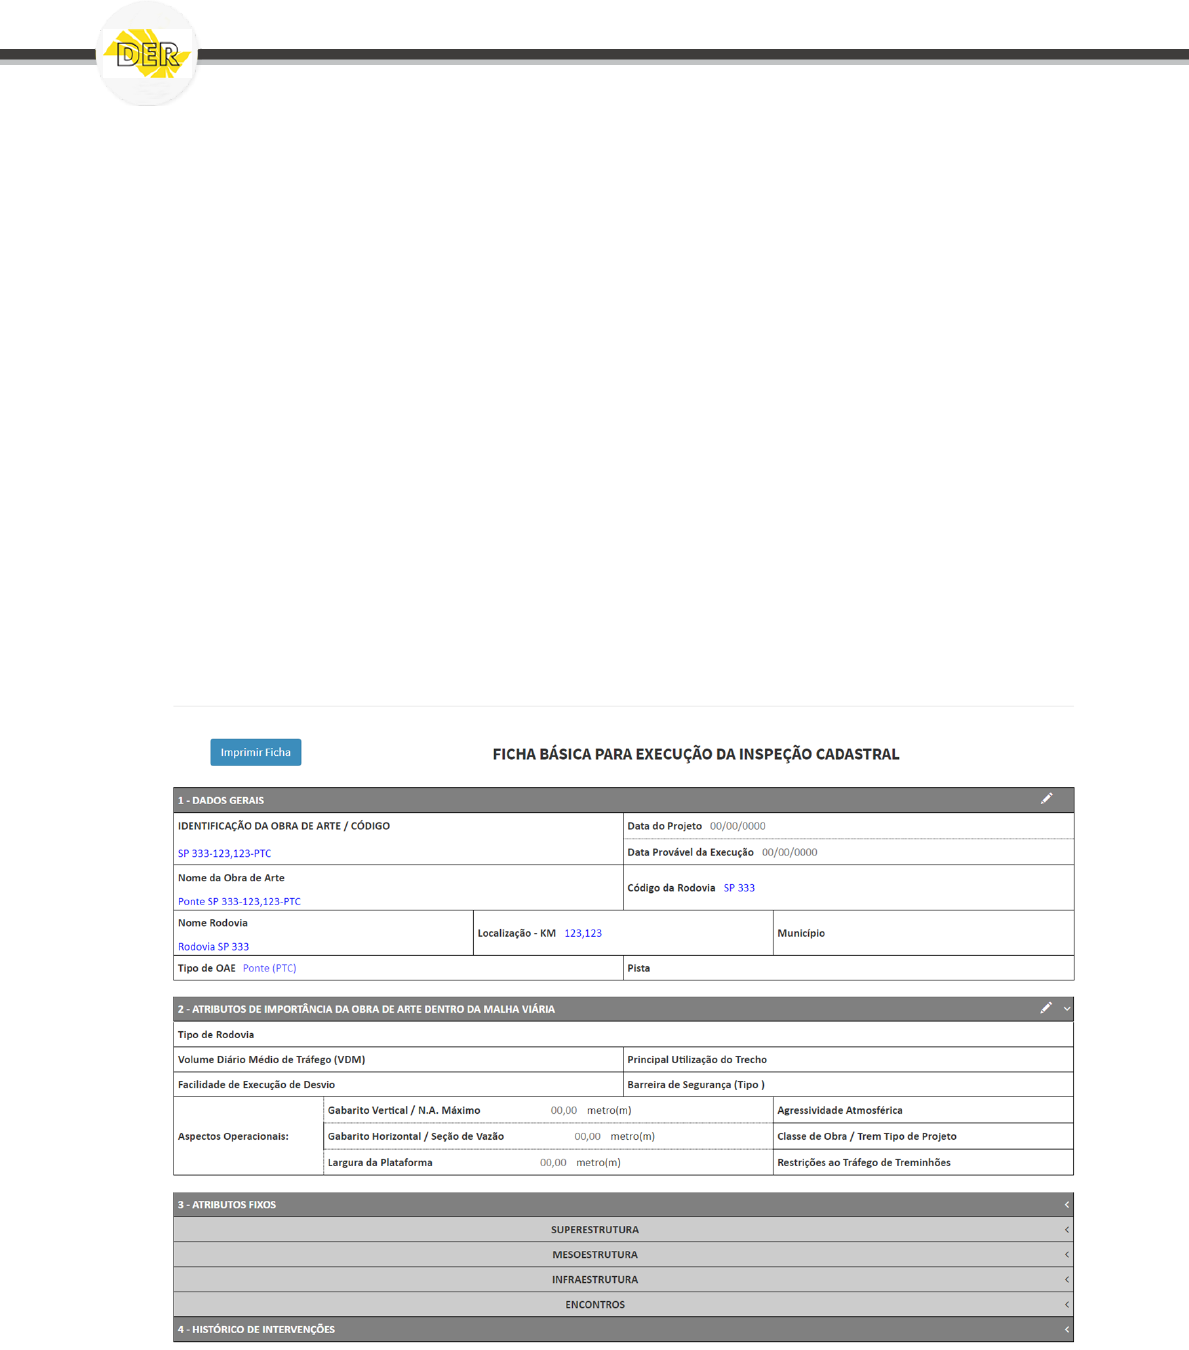 DER
Imprimir Ficha
FICHA BÁSICA PARA EXECUÇÃO DA INSPEÇÃO CADASTRAL
1 - DADOS GERAIS
IDENTIFICAÇÃO DA OBRA DE ARTE / CÓDIGO
SP 333-123,123-PTC
Data do Projeto 00/00/0000
Data Provável da Execução 00/00/0000
Nome da Obra de Arte
Ponte SP 333-123,123-PTC
Código da Rodovia SP 333
Nome Rodovia
Rodovia SP 333
Localização - KM 123,123
Município
Tipo de OAE Ponte (PTC)
Pista
2 - ATRIBUTOS DE IMPORTÂNCIA DA OBRA DE ARTE DENTRO DA MALHA VIÁRIA
Tipo de Rodovia
Volume Diário Médio de Tráfego (VDM)
Principal Utilização do Trecho
Facilidade de Execução de Desvio
Barreira de Segurança (Tipo )
Aspectos Operacionais:
Gabarito Vertical / N.A. Máximo 00,00 metro(m)
Agressividade Atmosférica
Gabarito Horizontal / Seção de Vazão 00,00 metro(m)
Classe de Obra / Trem Tipo de Projeto
Largura da Plataforma 00,00 metro(m)
Restrições ao Tráfego de Treminhões
3 - ATRIBUTOS FIXOS
SUPERESTRUTURA
MESOESTRUTURA
INFRAESTRUTURA
ENCONTROS
4 - HISTÓRICO DE INTERVENÇÕES